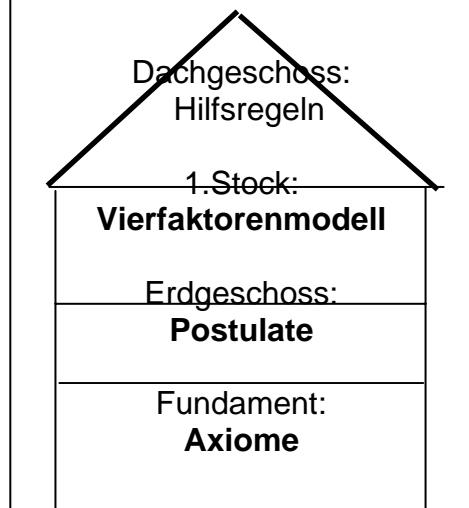 Dachgeschoss:
Hilfsregeln
1.Stock:
Vierfaktorenmodell
Erdgeschoss:
Postulate
Fundament:
Axiome